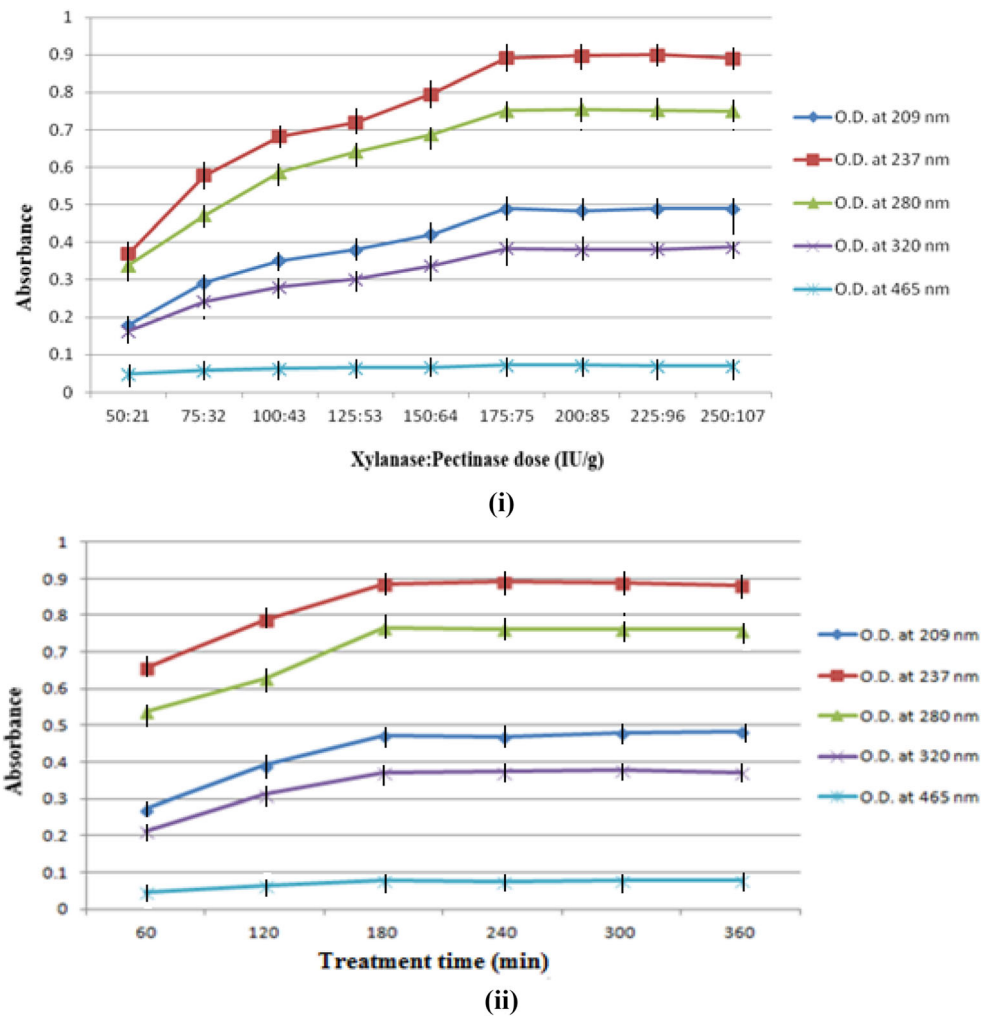 1
0.9
0.8
0.7
0.6
0.5
0.4
0.3
0.2
0.1
0
Absorbance
50:21 75:32 100:43 125:53 150:64 175:75 200:85 225:96 250:107
Xylanase:Pectinase dose (IU/g)
O.D. at 209 nm
O.D. at 237 nm
O.D. at 280 nm
O.D. at 320 nm
O.D. at 465 nm
(i)
1
0.9
0.8
0.7
0.6
0.5
0.4
0.3
0.2
0.1
0
Absorbance
60 120 180 240 300 360
Treatment time (min)
O.D. at 209 nm
O.D. at 237 nm
O.D. at 280 nm
O.D. at 320 nm
O.D. at 465 nm
(ii)